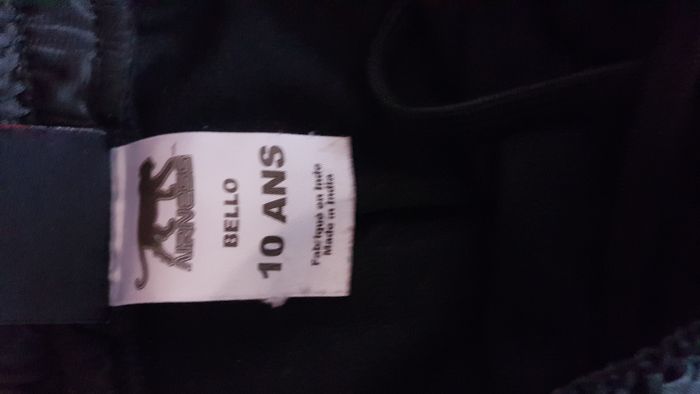 AIRNESS
BELLO
10 ANS
Fabriqué en Inde
Made in India